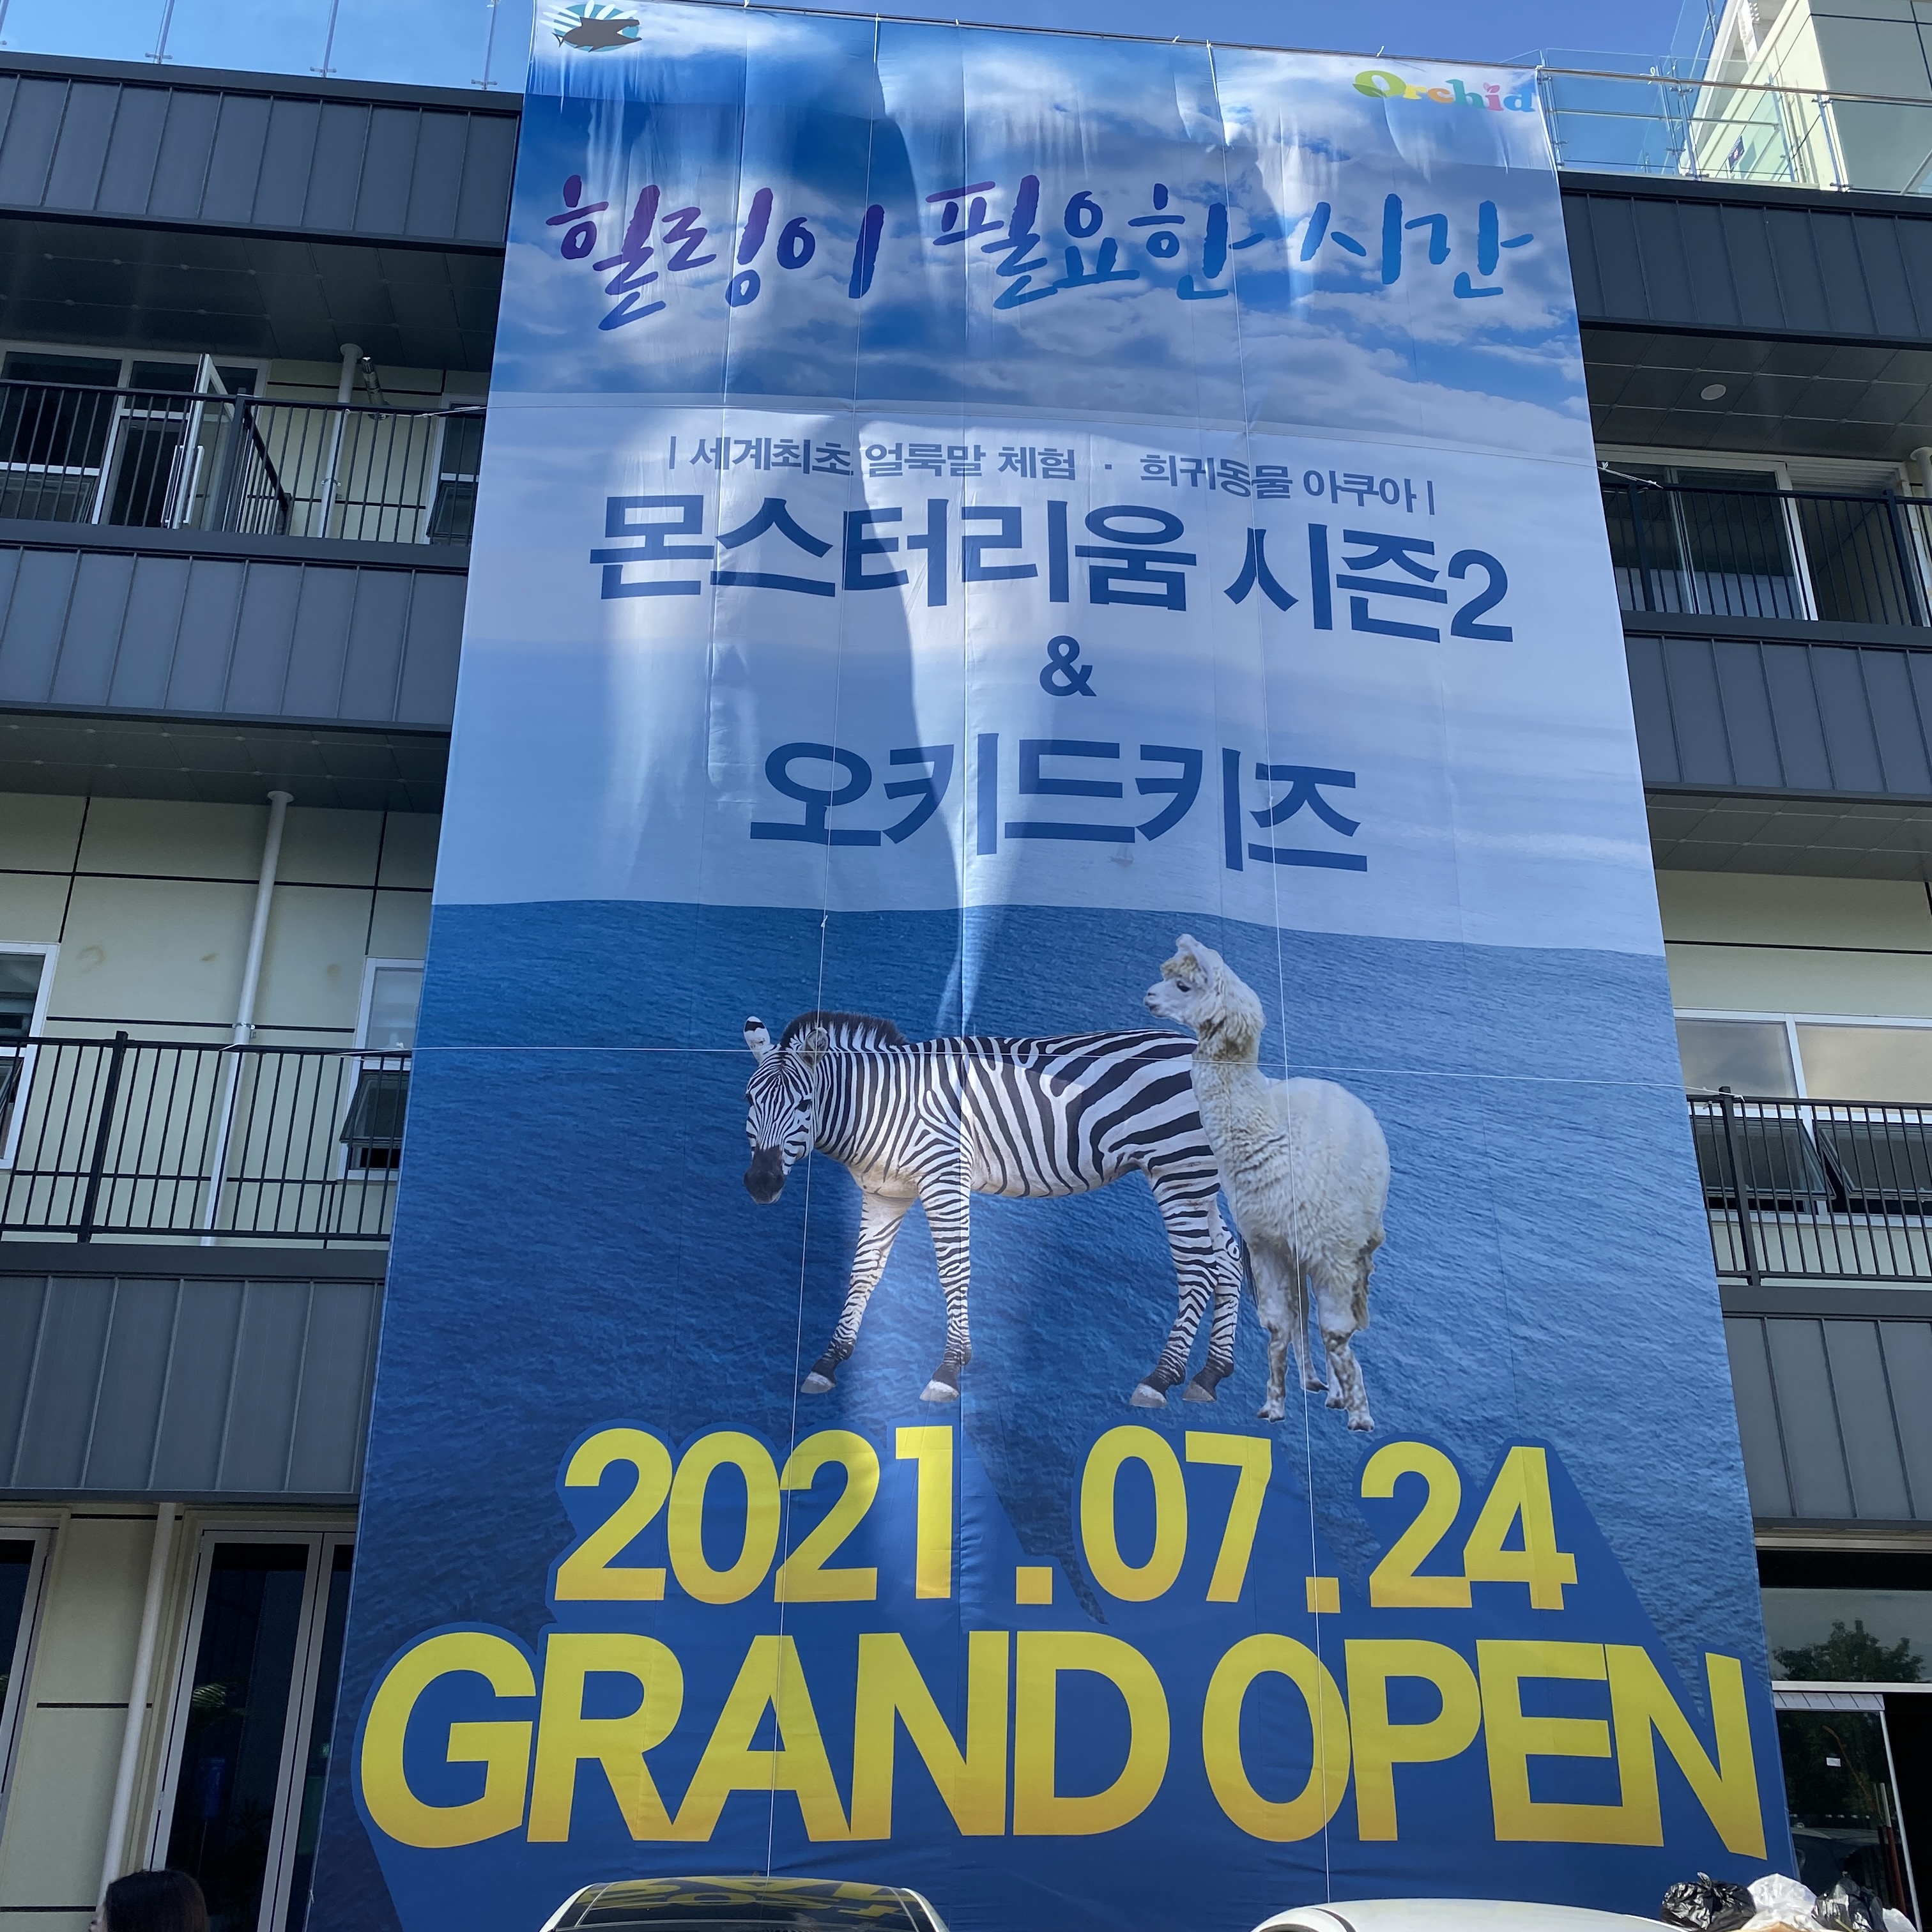 Orchid
힐링이 필요한 시간
| 세계최초 얼룩말 체험 · 희귀동물 아쿠아 |
몬스터리움 시즌2
&
오키드키즈
2021.07.24
GRAND OPEN